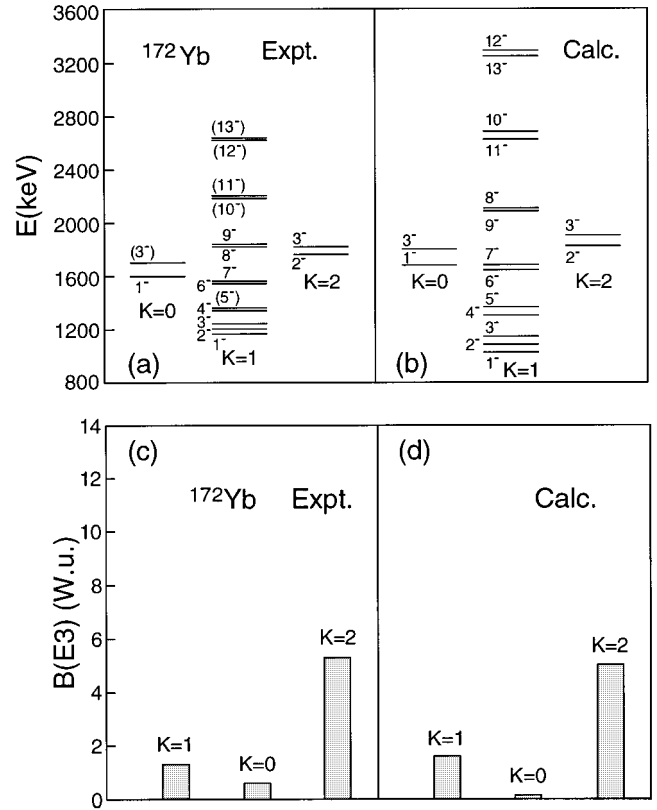 3600
3200
2800
2400
2000
1600
1200
800
E(keV)
¹⁷²Yb Expt.
(13⁻)
(12⁻)
(11⁻)
(10⁻)
9⁻
8⁻
7⁻
6⁻
(5⁻)
4⁻
3⁻
2⁻
1⁻
K=1
(3⁻)
1⁻
K=0
3⁻
2⁻
K=2
(a)
Calc.
12⁻
13⁻
10⁻
11⁻
8⁻
9⁻
7⁻
6⁻
5⁻
4⁻
3⁻
2⁻
1⁻
K=1
3⁻
1⁻
K=0
3⁻
2⁻
K=2
(b)
14
12
10
8
6
4
2
0
B(E3) (W.u.)
(c)
¹⁷²Yb Expt.
K=1
K=0
K=2
(d)
Calc.
K=1
K=0
K=2